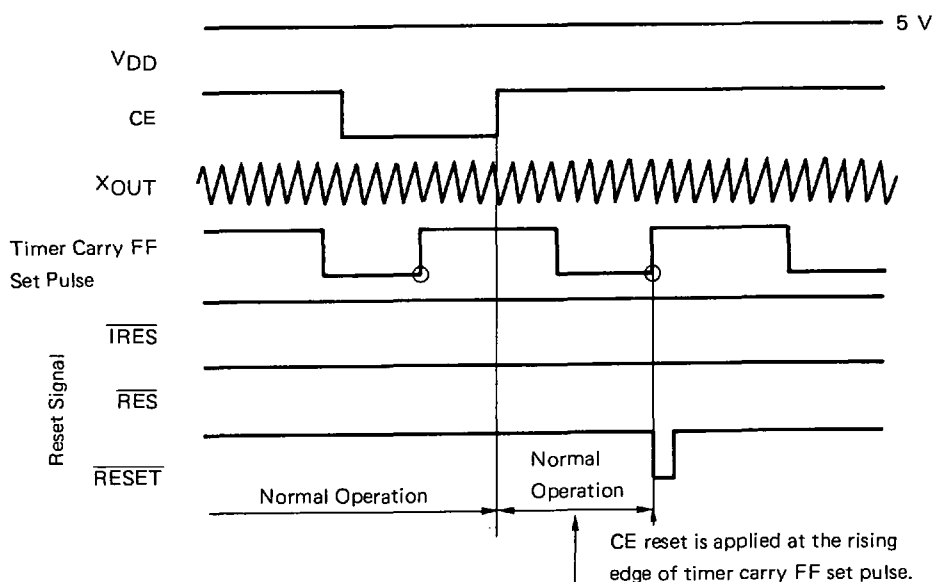 5 V
VDD
CE
XOUT
Timer Carry FF
Set Pulse
Reset Signal
IRES
RES
RESET
Normal Operation
Normal
Operation
CE reset is applied at the rising
edge of timer carry FF set pulse.